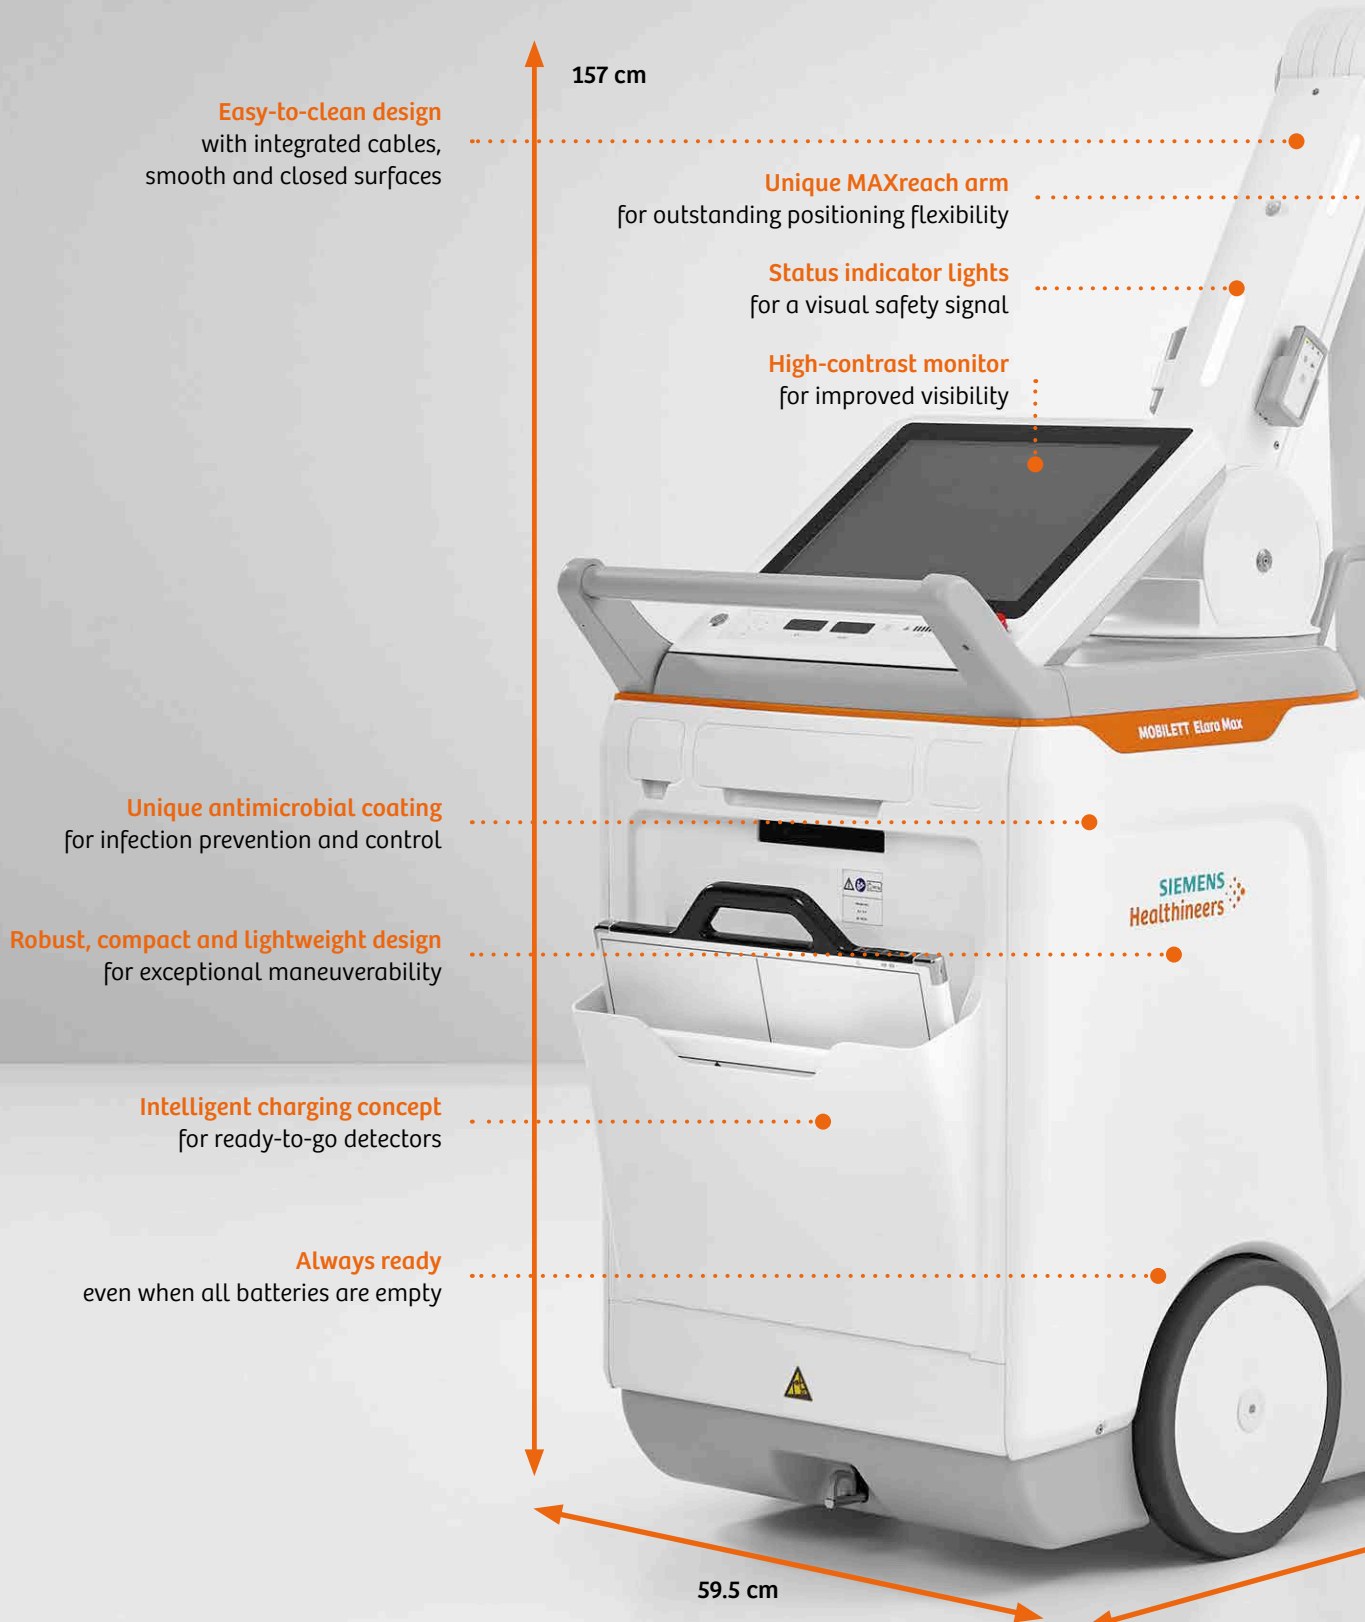 157 cm
Easy-to-clean design
with integrated cables,
smooth and closed surfaces
Unique MAXreach arm
for outstanding positioning flexibility
Status indicator lights
for a visual safety signal
High-contrast monitor
for improved visibility
MOBILETT Elara Max
Unique antimicrobial coating
for infection prevention and control
SIEMENS
Healthineers
Robust, compact and lightweight design
for exceptional maneuverability
Intelligent charging concept
for ready-to-go detectors
Always ready
even when all batteries are empty
59.5 cm